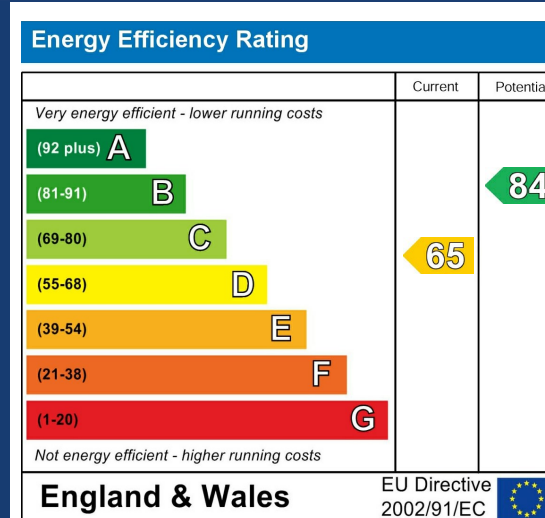 Energy Efficiency Rating
Current Potentia
Very energy efficient - lower running costs
(92 plus) A
(81-91) B
84
(69-80) C
65
(55-68) D
(39-54) E
(21-38) F
(1-20) G
Not energy efficient - higher running costs
England & Wales
EU Directive
2002/91/EC